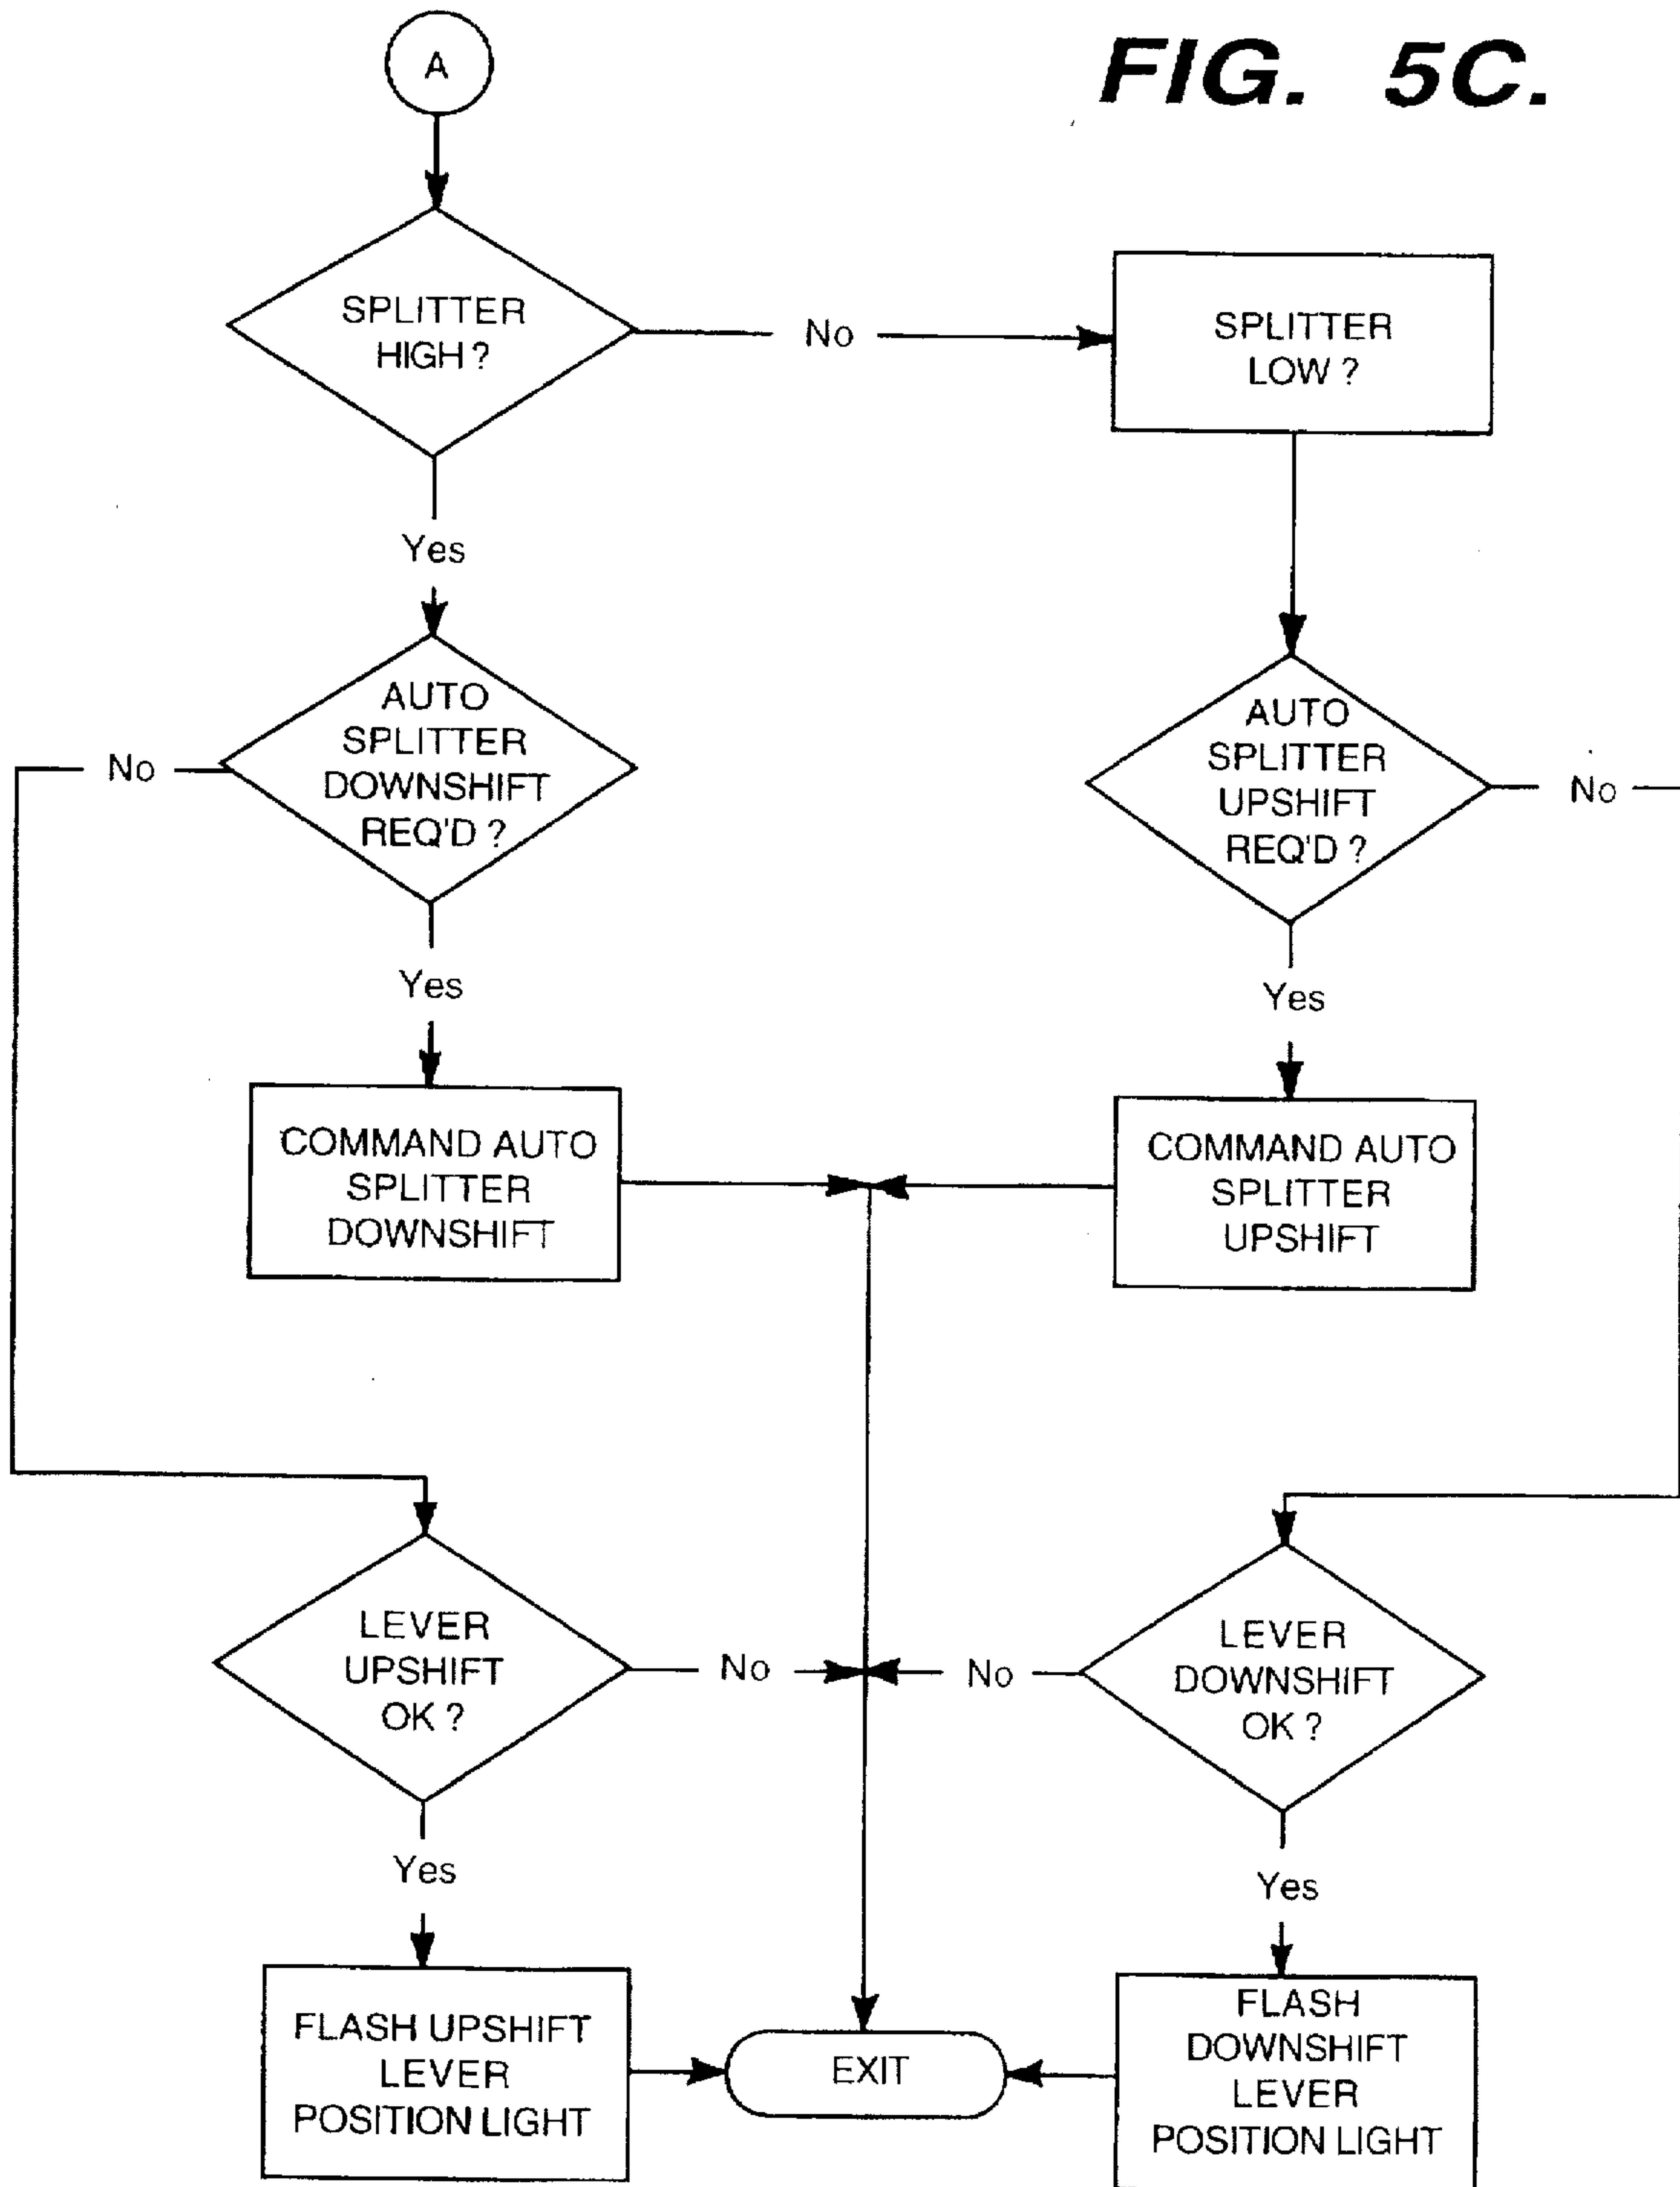 FIG. 5C.
A
SPLITTER
HIGH ?
No
SPLITTER
LOW ?
Yes
AUTO
SPLITTER
DOWNSHIFT
REQ'D ?
No
AUTO
SPLITTER
UPSHIFT
REQ'D ?
No
Yes
Yes
COMMAND AUTO
SPLITTER
DOWNSHIFT
COMMAND AUTO
SPLITTER
UPSHIFT
LEVER
UPSHIFT
OK ?
No
No
LEVER
DOWNSHIFT
OK ?
Yes
Yes
FLASH UPSHIFT
LEVER
POSITION LIGHT
EXIT
FLASH
DOWNSHIFT
LEVER
POSITION LIGHT